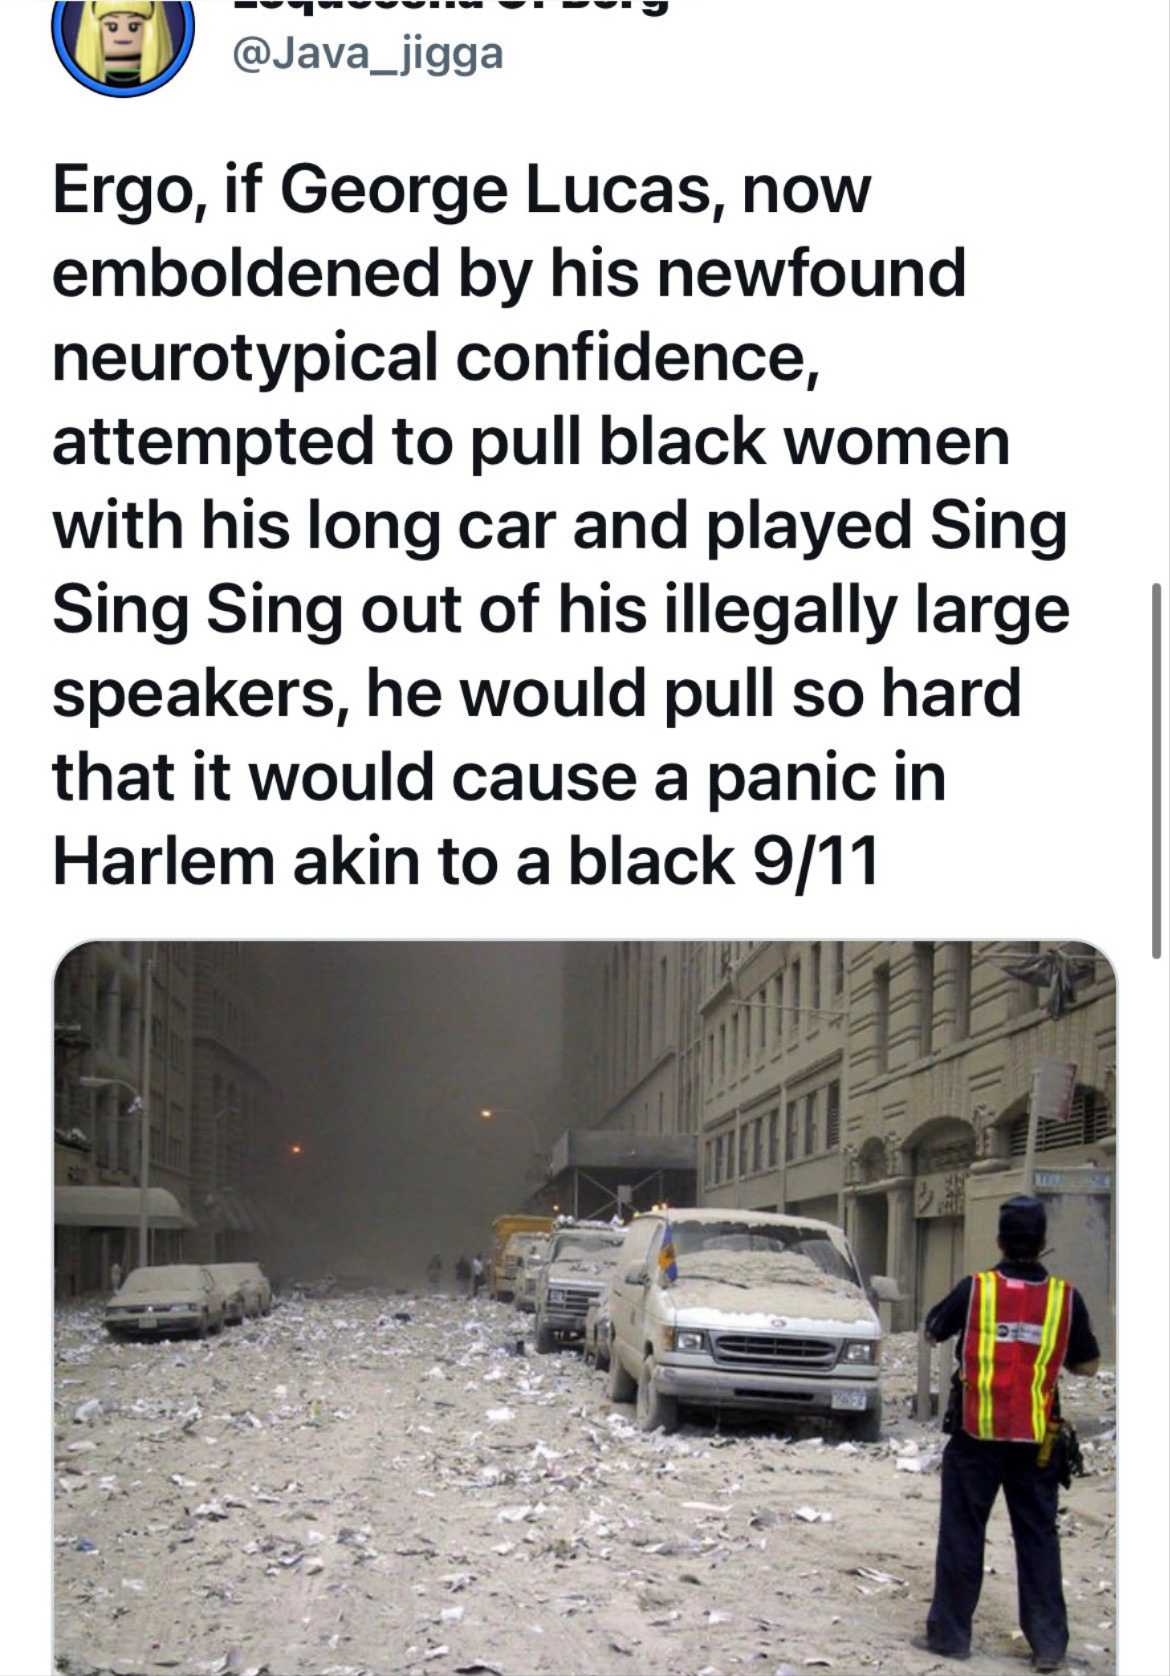 @Java_jigga
Ergo, if George Lucas, now
emboldened by his newfound
neurotypical confidence,
attempted to pull black women
with his long car and played Sing
Sing Sing out of his illegally large
speakers, he would pull so hard
that it would cause a panic in
Harlem akin to a black 9/11